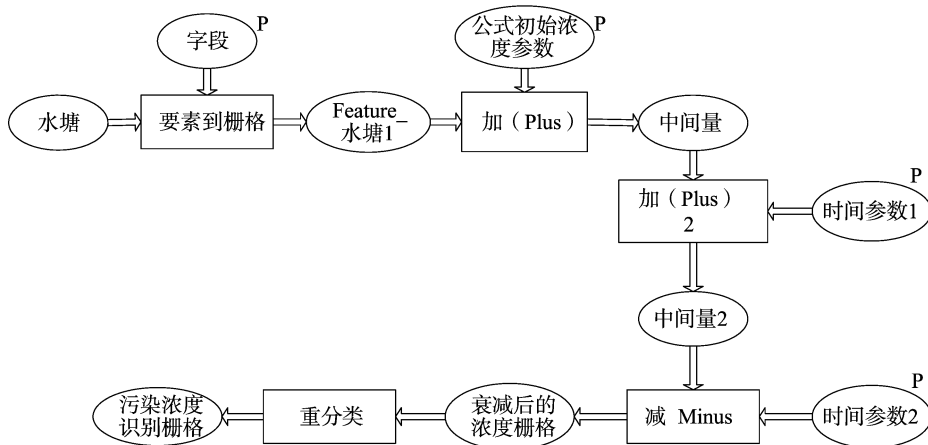 字段
P
公式初始浓
度参数
P
水塘
要素到栅格
Feature_
水塘1
加（Plus）
中间量
加（Plus）
2
P
时间参数1
中间量2
污染浓度
识别栅格
重分类
衰减后的
浓度栅格
减 Minus
P
时间参数2